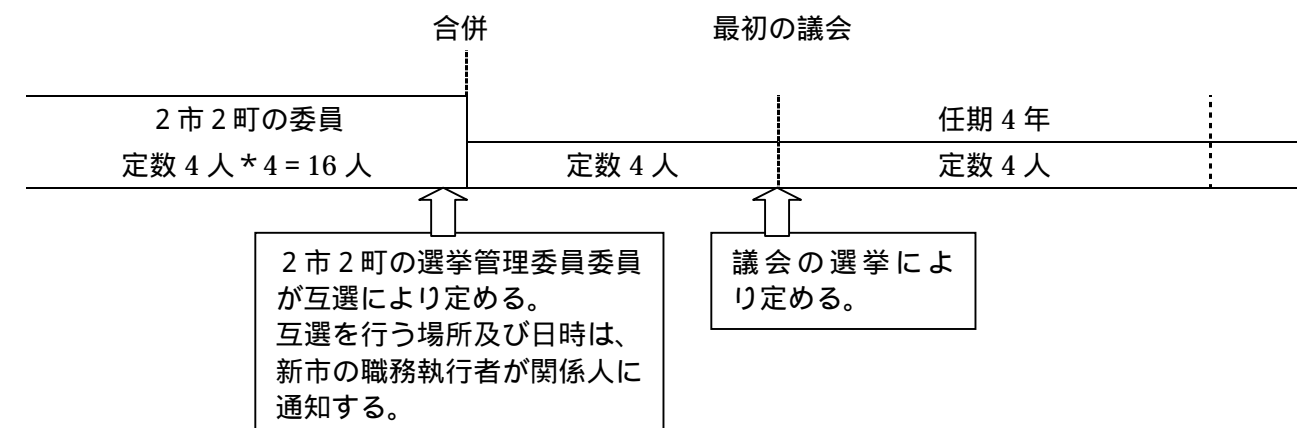 合併 最初の議会
２市２町の委員 任期 4 年
定数 4 人＊4 = 16 人 定数 4 人 定数 4 人
２市２町の選挙管理委員委員
が互選により定める。
互選を行う場所及び日時は、
新市の職務執行者が関係人に
通知する。
議会の選挙によ
り定める。